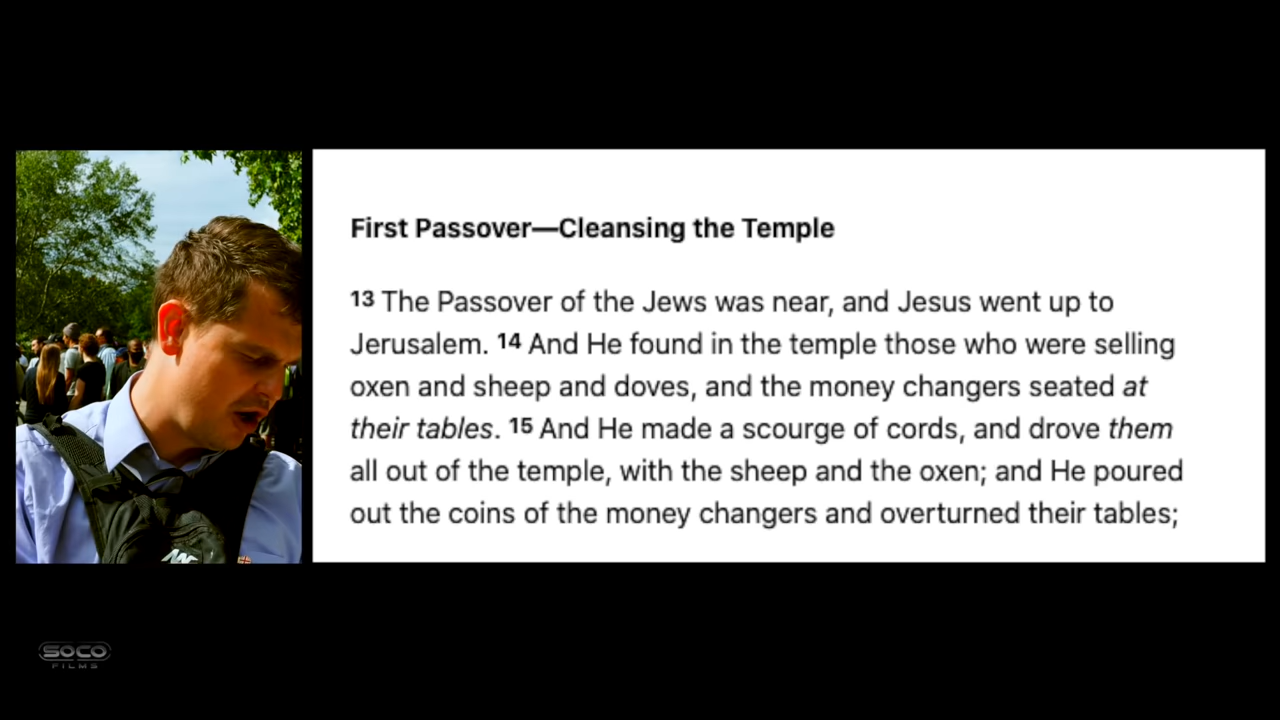 First Passover—Cleansing the Temple
13 The Passover of the Jews was near, and Jesus went up to
Jerusalem. 14 And He found in the temple those who were selling
oxen and sheep and doves, and the money changers seated at
their tables. 15 And He made a scourge of cords, and drove them
all out of the temple, with the sheep and the oxen; and He poured
out the coins of the money changers and overturned their tables;
SOCO
FILMS